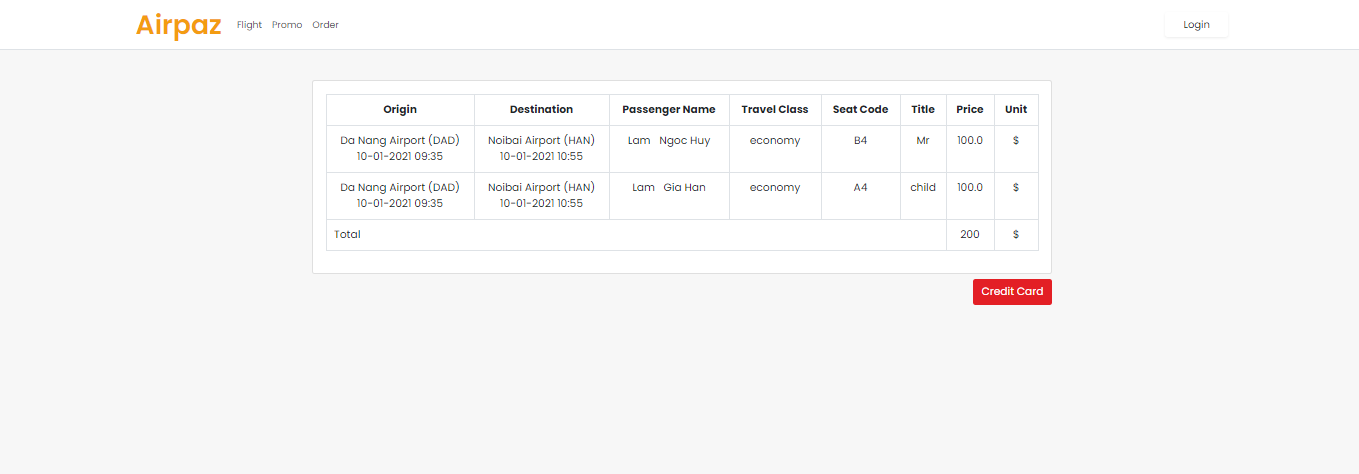 Airpaz Flight Promo Order Login
Origin Destination Passenger Name Travel Class Seat Code Title Price Unit
Da Nang Airport (DAD) Noibai Airport (HAN) Lam Ngoc Huy economy B4 Mr 100.0 $
10-01-2021 09:35 10-01-2021 10:55
Da Nang Airport (DAD) Noibai Airport (HAN) Lam Gia Han economy A4 child 100.0 $
10-01-2021 09:35 10-01-2021 10:55
Total 200 $
Credit Card